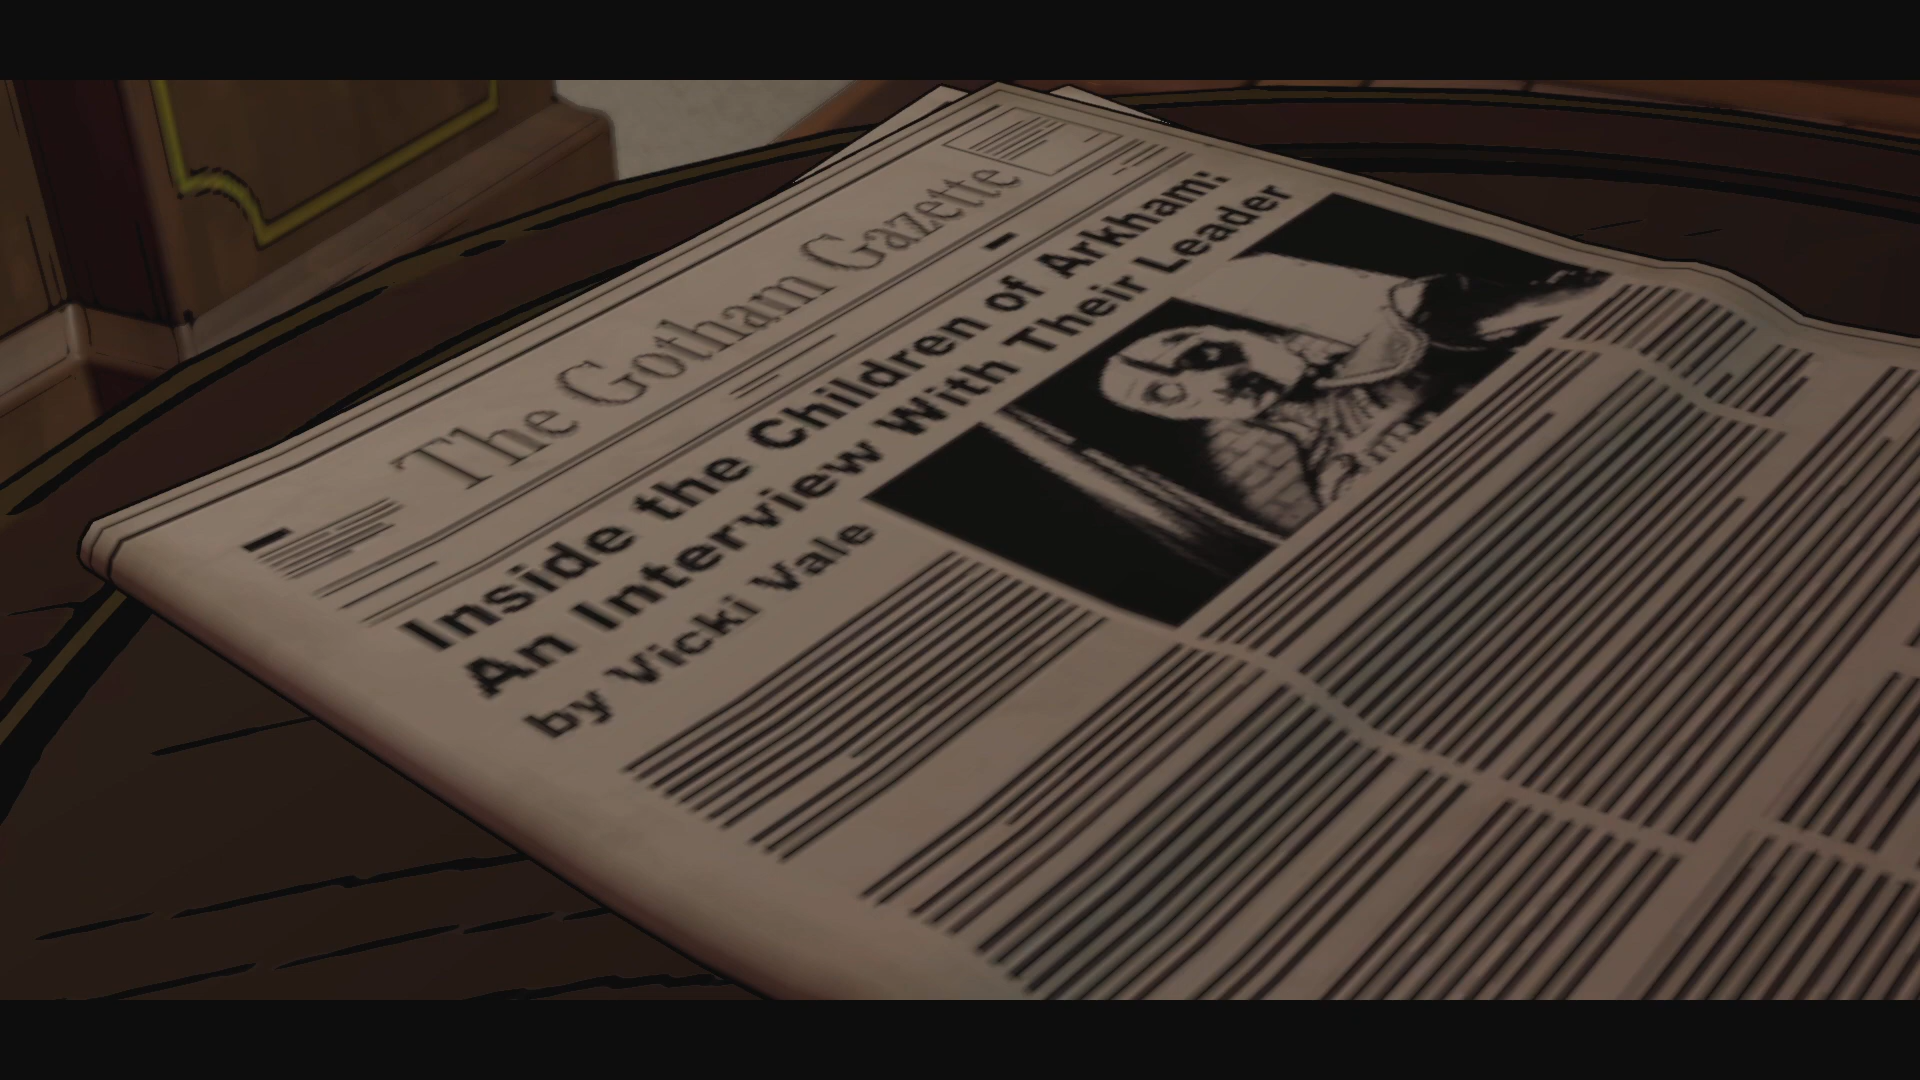 The Gotham Gazette
Inside the Children of Arkham:
An Interview With Their Leader
by Vicki Vale